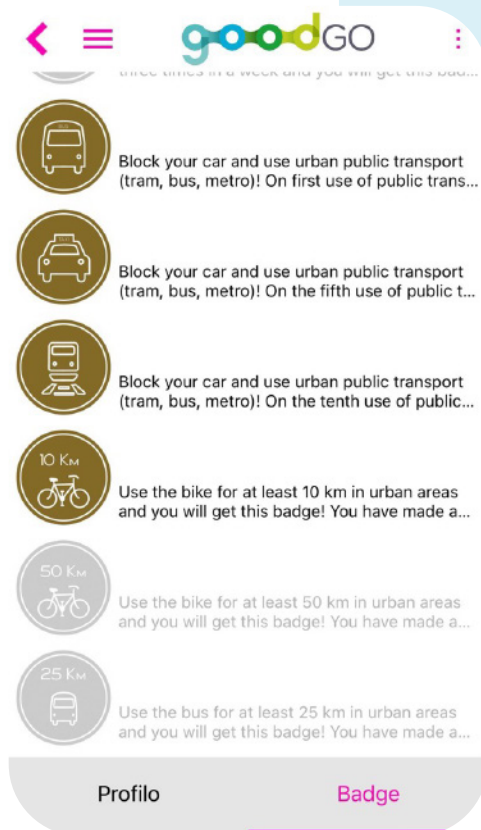 goodGO
three times in a week and you will get this bad...
Block your car and use urban public transport
(tram, bus, metro)! On first use of public trans...
Block your car and use urban public transport
(tram, bus, metro)! On the fifth use of public t...
Block your car and use urban public transport
(tram, bus, metro)! On the tenth use of public...
10 KM
Use the bike for at least 10 km in urban areas
and you will get this badge! You have made a...
50 KM
Use the bike for at least 50 km in urban areas
and you will get this badge! You have made a...
25 KM
Use the bus for at least 25 km in urban areas
and you will get this badge! You have made a...
Profilo
Badge